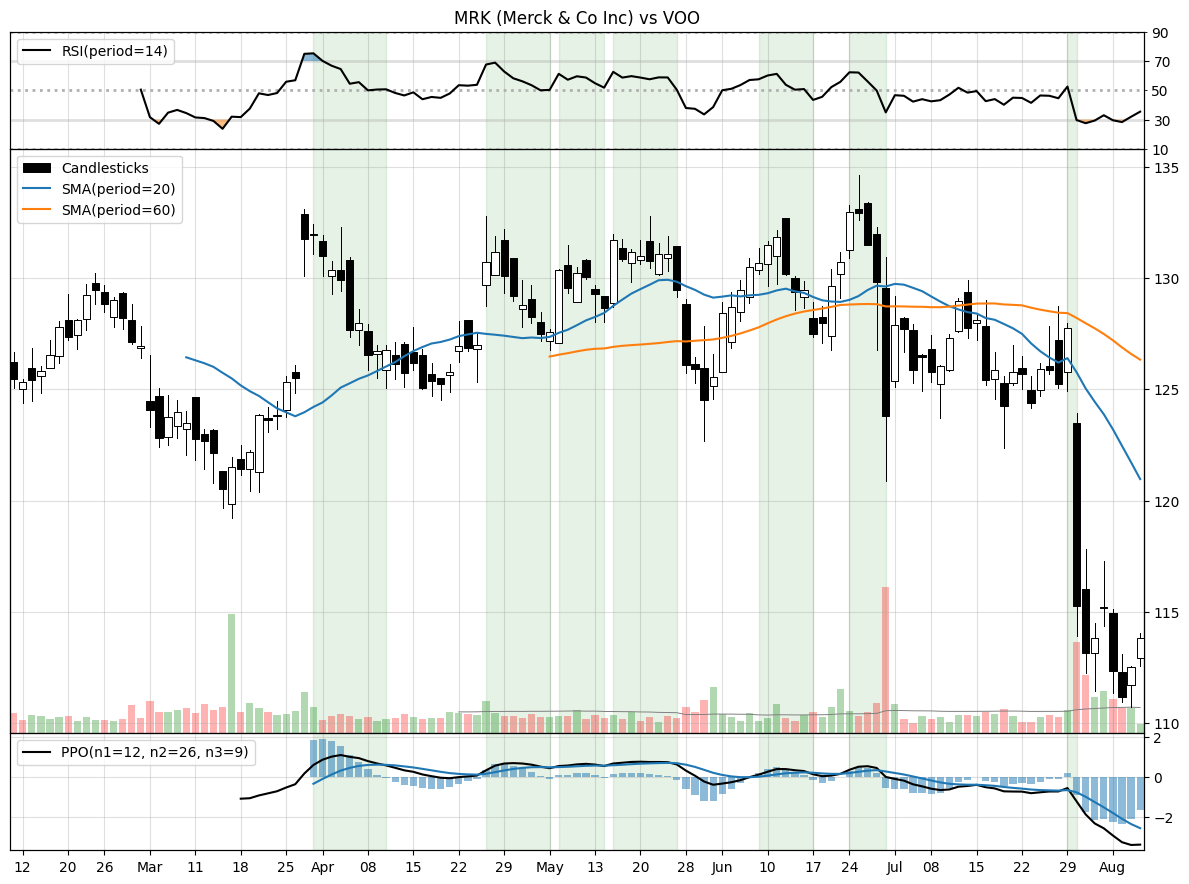 MRK (Merck & Co Inc) vs VOO
RSI(period=14)
90
70
50
30
10
Candlesticks
SMA(period=20)
SMA(period=60)
135
130
125
120
115
110
PPO(n1=12, n2=26, n3=9)
2
0
−2
12 20 26 Mar 11 18 25 Apr 08 15 22 29 May 13 20 28 Jun 10 17 24 Jul 08 15 22 29 Aug